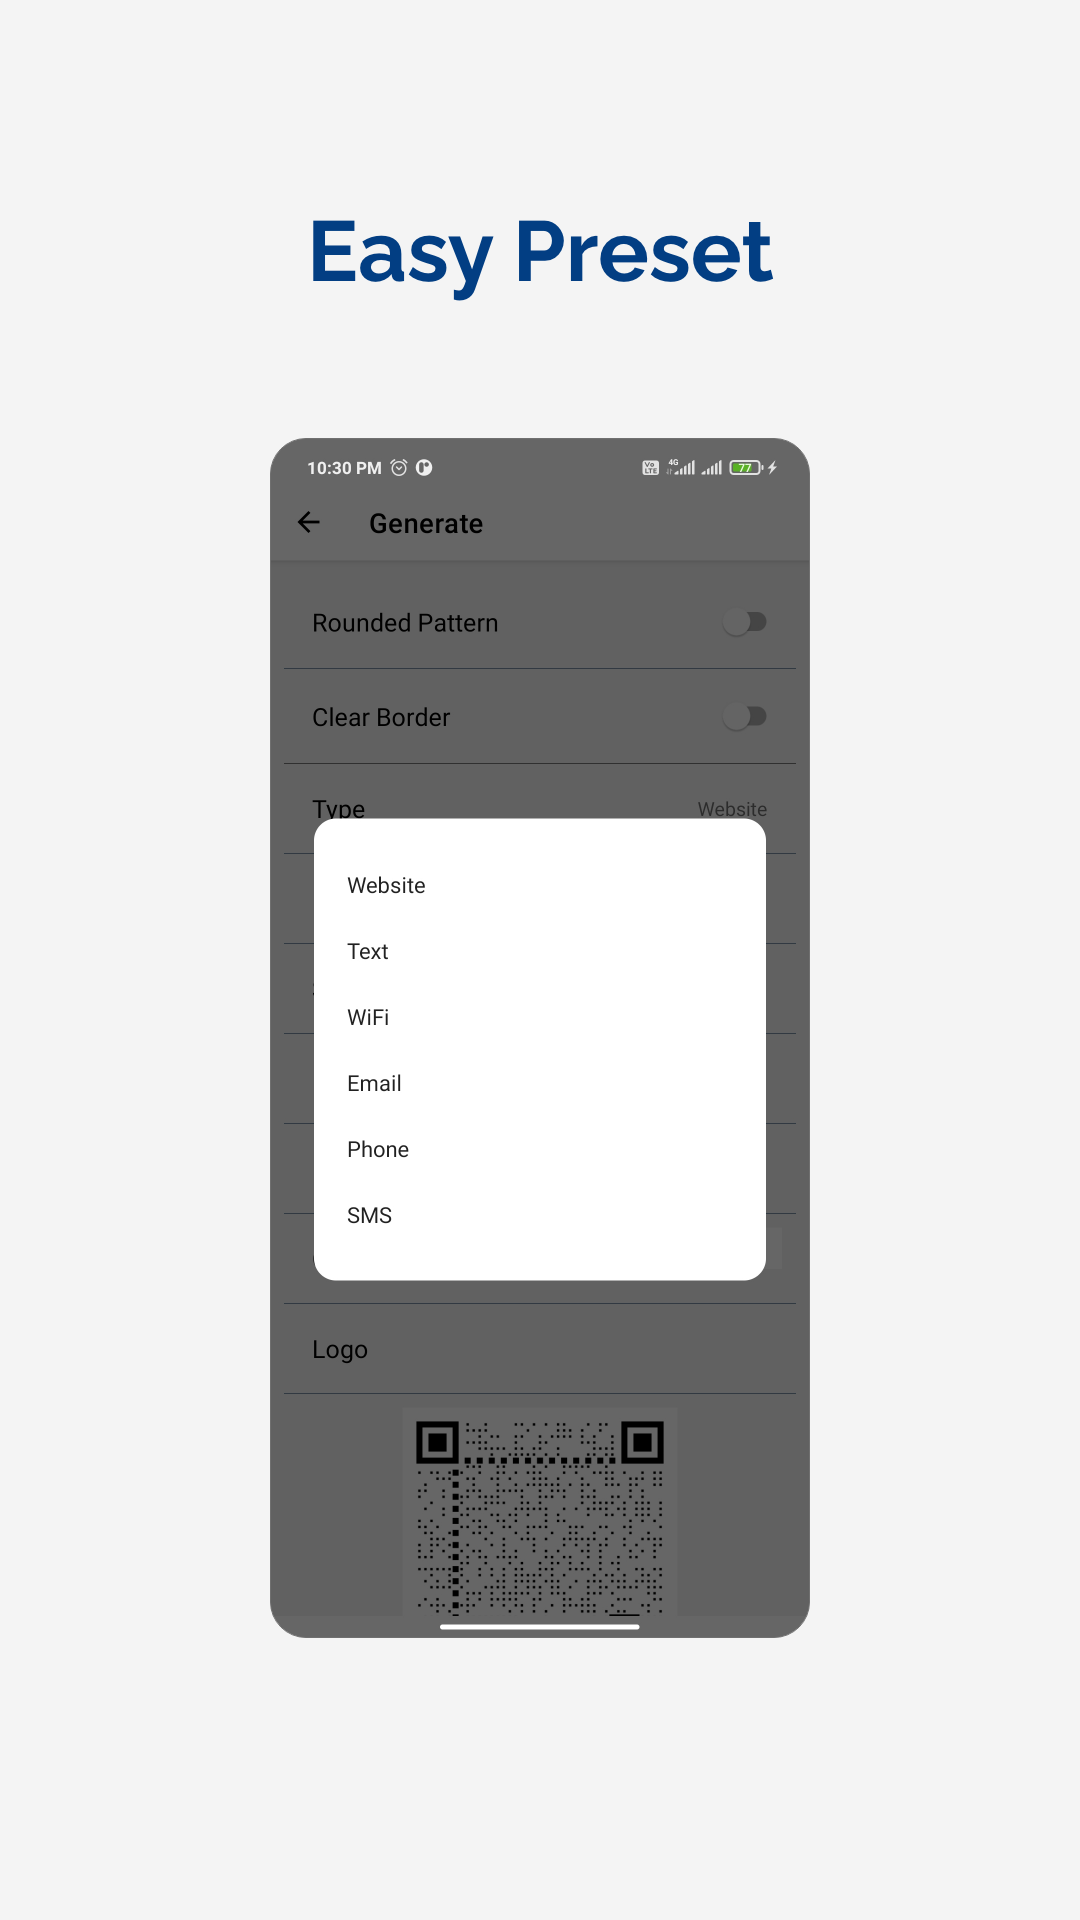 Easy Preset
10:30 PM
Vo LTE 4G 77
Generate
Rounded Pattern
Clear Border
Type Website
Website
Text
WiFi
Email
Phone
SMS
Logo